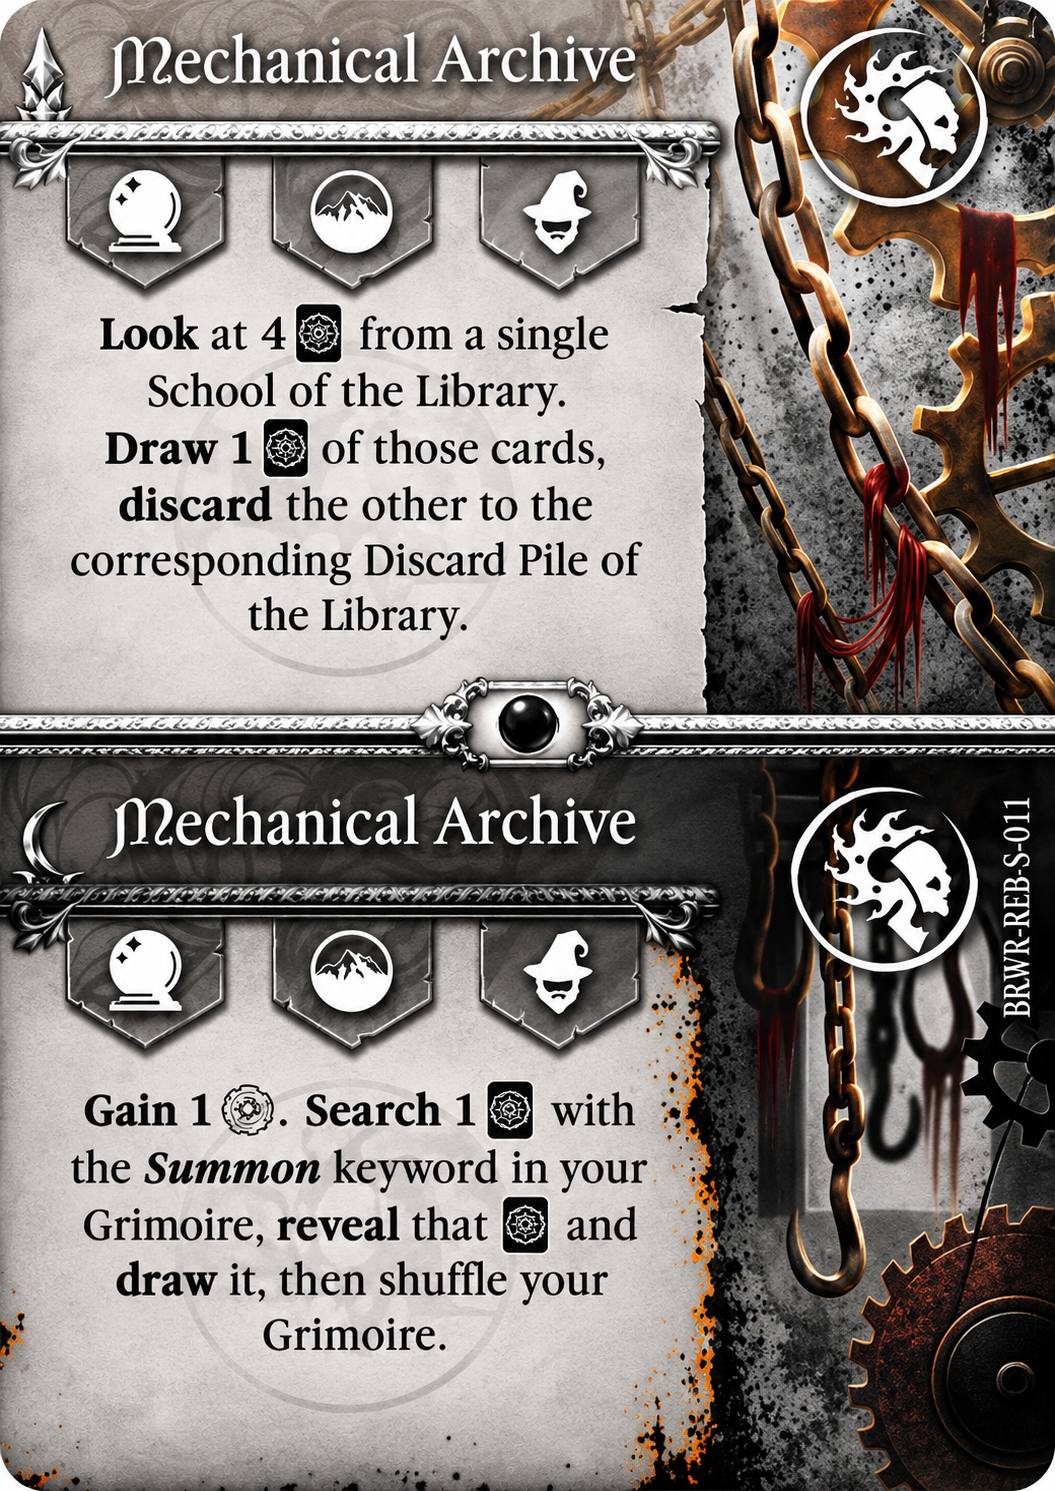 Mechanical Archive
Look at 4 from a single
School of the Library.
Draw 1 of those cards,
discard the other to the
corresponding Discard Pile of
the Library.
Mechanical Archive
BRWR-REB-S-011
Gain 1 . Search 1 with
the Summon keyword in your
Grimoire, reveal that and
draw it, then shuffle your
Grimoire.